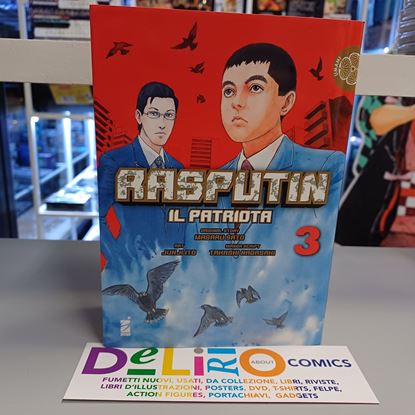 RASPUTIN
IL PATRIOTA
3
ORIGINAL STORY
MASARU SATO
ART
JUNJI ITO
MANGA SCRIPT
TAKASHI NAGASAKI
DELIRIO
ABOUT
COMICS
FUMETTI NUOVI, USATI, DA COLLEZIONE, LIBRI, RIVISTE,
LIBRI D'ILLUSTRAZIONI, POSTERS, DVD, T-SHIRTS, FELPE,
ACTION FIGURES, PORTACHIAVI, GADGETS